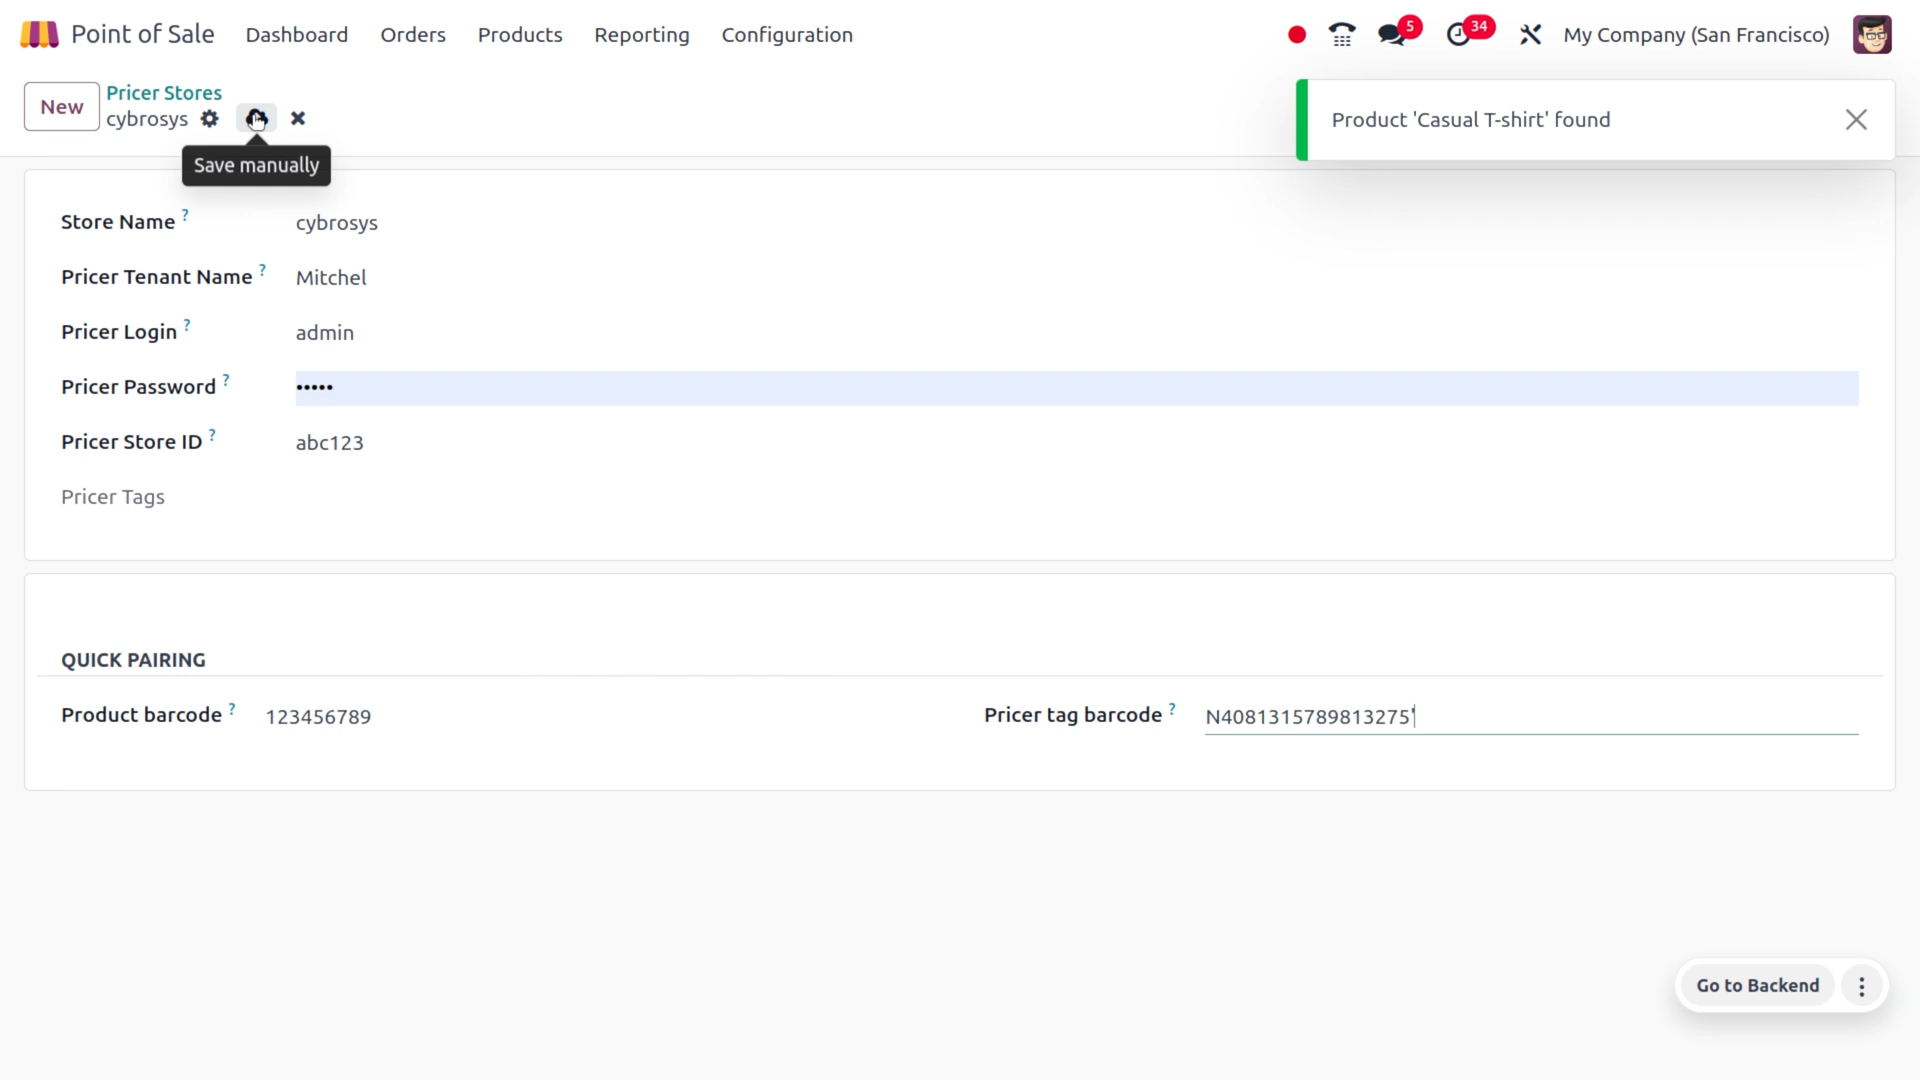 Point of Sale Dashboard Orders Products Reporting Configuration 5 34 My Company (San Francisco)
New Pricer Stores
cybrosys
Product 'Casual T-shirt' found
Save manually
Store Name ? cybrosys
Pricer Tenant Name ? Mitchel
Pricer Login ? admin
Pricer Password ? •••••
Pricer Store ID ? abc123
Pricer Tags
QUICK PAIRING
Product barcode ? 123456789 Pricer tag barcode ? N4081315789813275'
Go to Backend